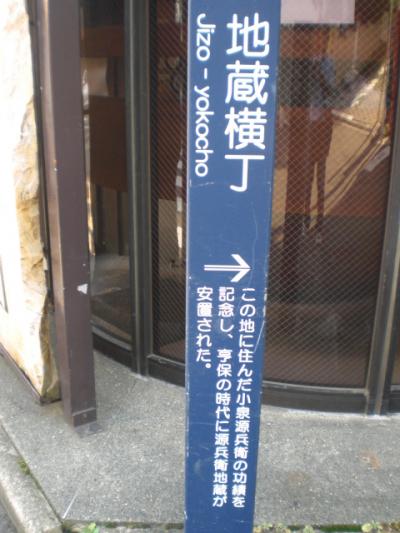 地蔵横丁
Jizo-yokocho
→
この地に住んだ小泉源兵衛の功績を
記念し、享保の時代に源兵衛地蔵が
安置された。